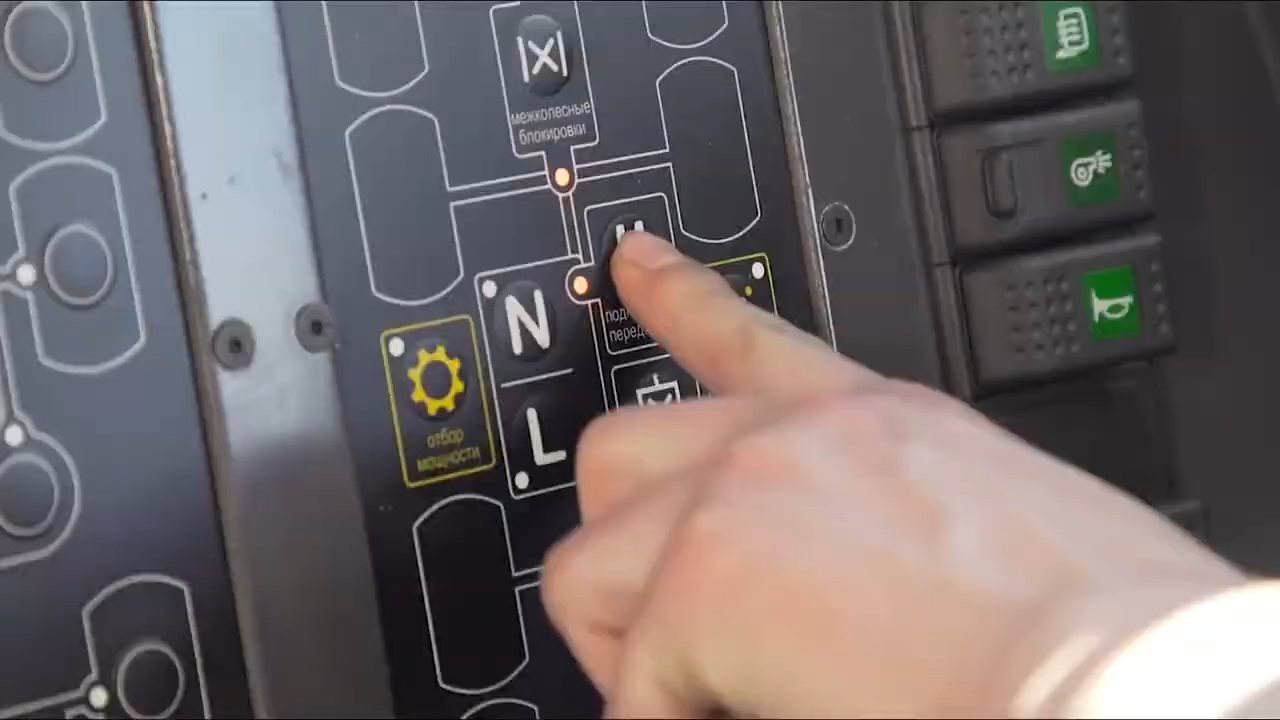 межколесные
блокировки
N
L
отбор
мощности